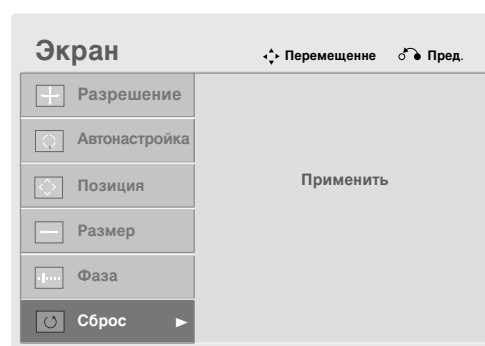 Экран Перемещенне Пред.
Разрешение
Автонастройка
Позиция
Применить
Размер
Фаза
Сброс